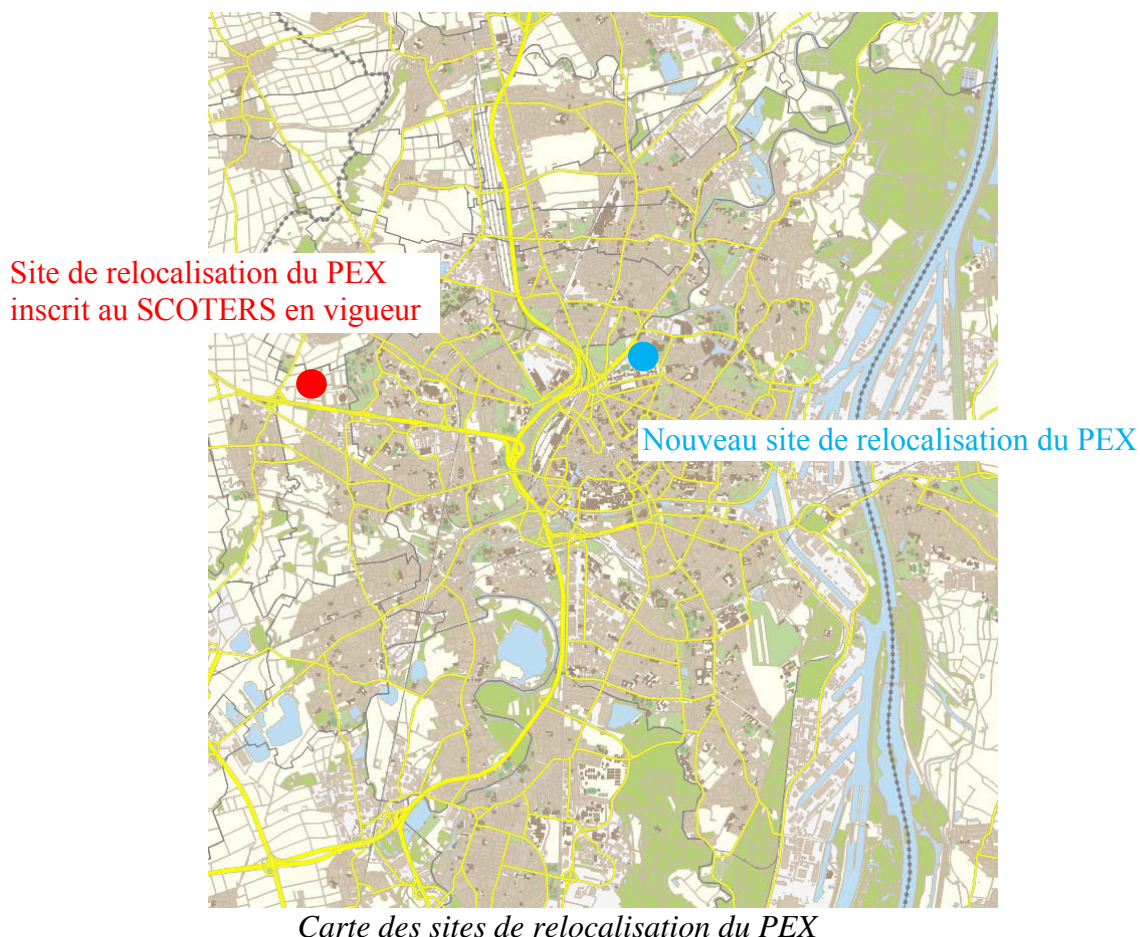 Site de relocalisation du PEX
inscrit au SCOTERS en vigueur
Nouveau site de relocalisation du PEX
Carte des sites de relocalisation du PEX